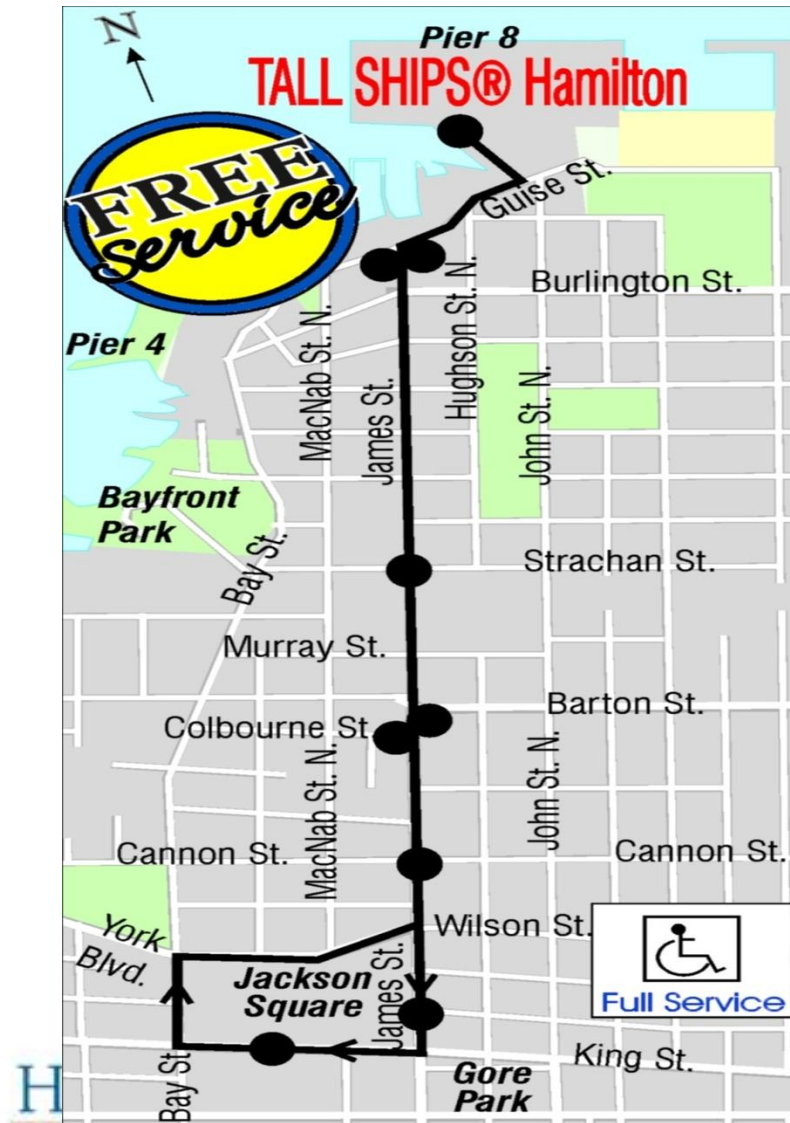 N
Pier 8
TALL SHIPS® Hamilton
FREE
Service
Guise St.
Burlington St.
Pier 4
MacNab St. N.
James St.
Hughson St. N.
John St. N.
Bayfront
Park
Bay St.
Strachan St.
Murray St.
Barton St.
Colbourne St
MacNab St. N.
John St. N.
Cannon St.
Cannon St.
York
Blvd.
Wilson St.
Jackson
Square
James St.
Full Service
Bay St
King St.
Gore
Park
H